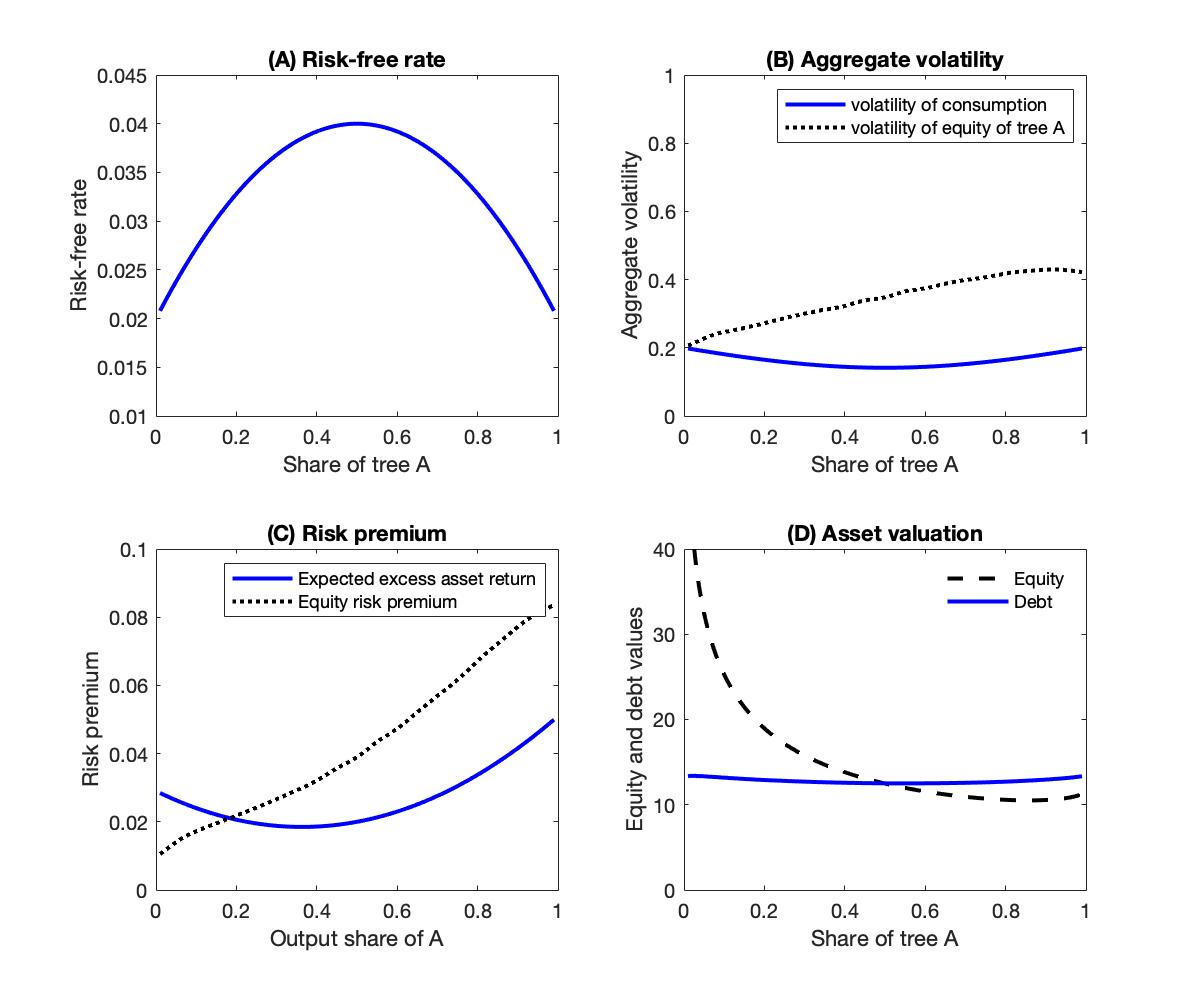 (A) Risk-free rate
0.045
0.04
0.035
0.03
0.025
0.02
0.015
0.01
Risk-free rate
0 0.2 0.4 0.6 0.8 1
Share of tree A
(B) Aggregate volatility
1
0.8
0.6
0.4
0.2
0
Aggregate volatility
volatility of consumption
volatility of equity of tree A
0 0.2 0.4 0.6 0.8 1
Share of tree A
(C) Risk premium
0.1
0.08
0.06
0.04
0.02
0
Risk premium
Expected excess asset return
Equity risk premium
0 0.2 0.4 0.6 0.8 1
Output share of A
(D) Asset valuation
40
30
20
10
0
Equity and debt values
Equity
Debt
0 0.2 0.4 0.6 0.8 1
Share of tree A